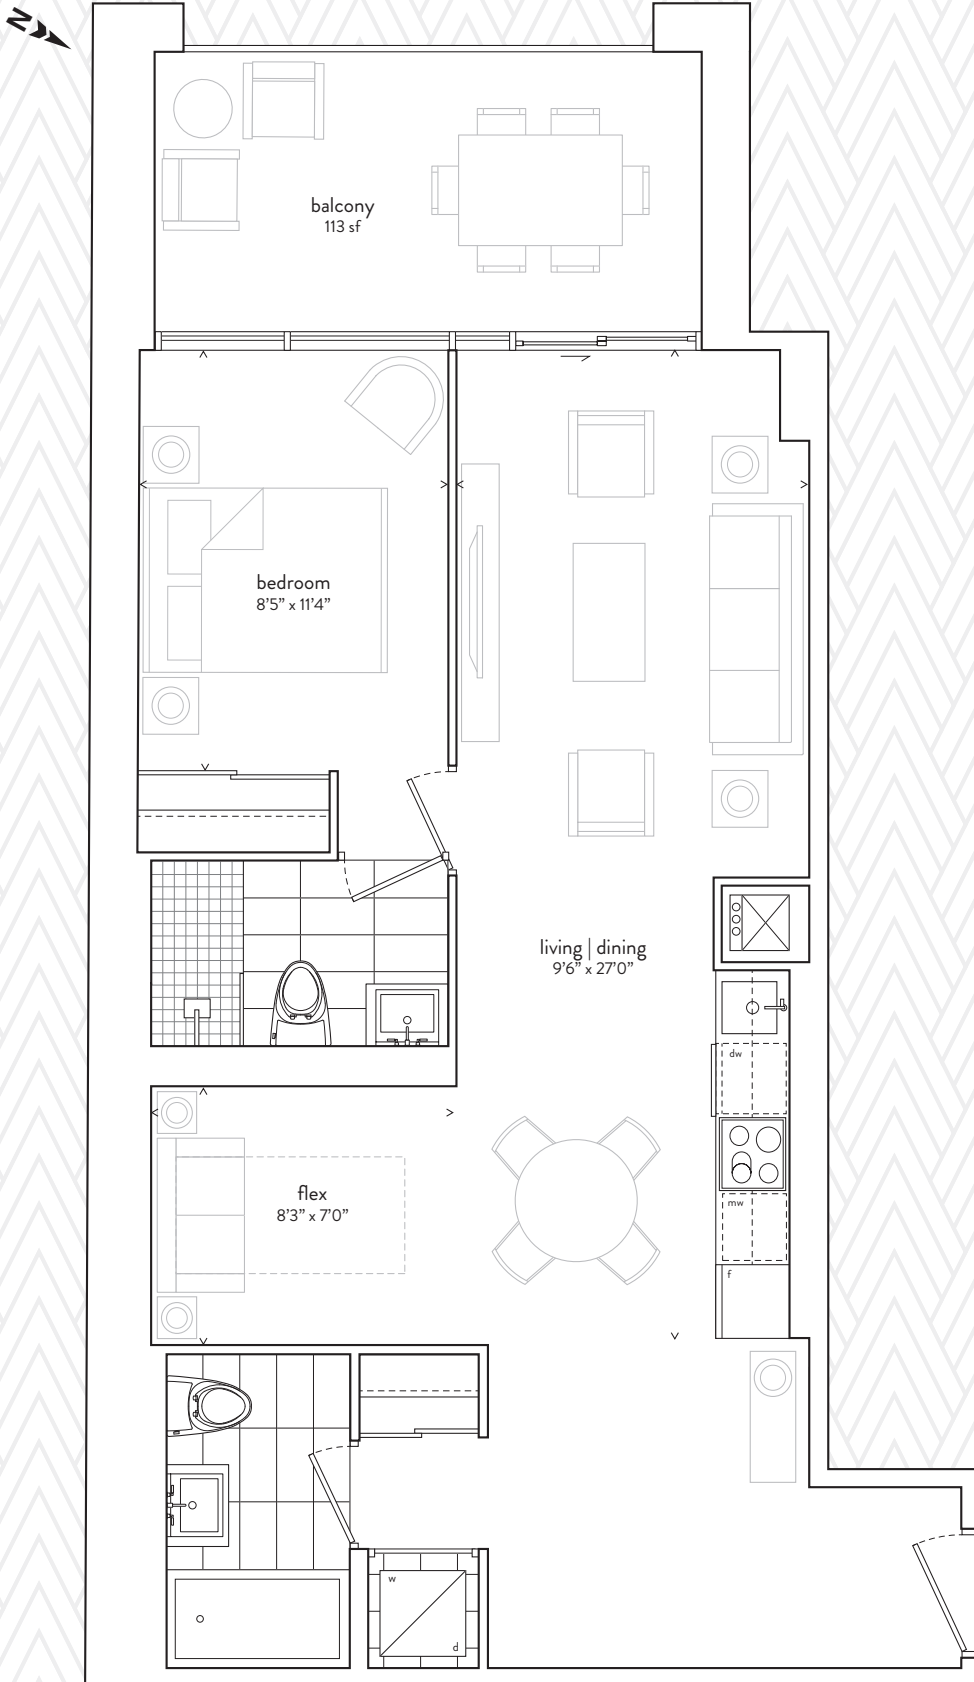 N
balcony
113 sf
bedroom
8’5” x 11’4”
living | dining
9’6” x 27’0”
dw
mw
f
flex
8’3” x 7’0”
w
d